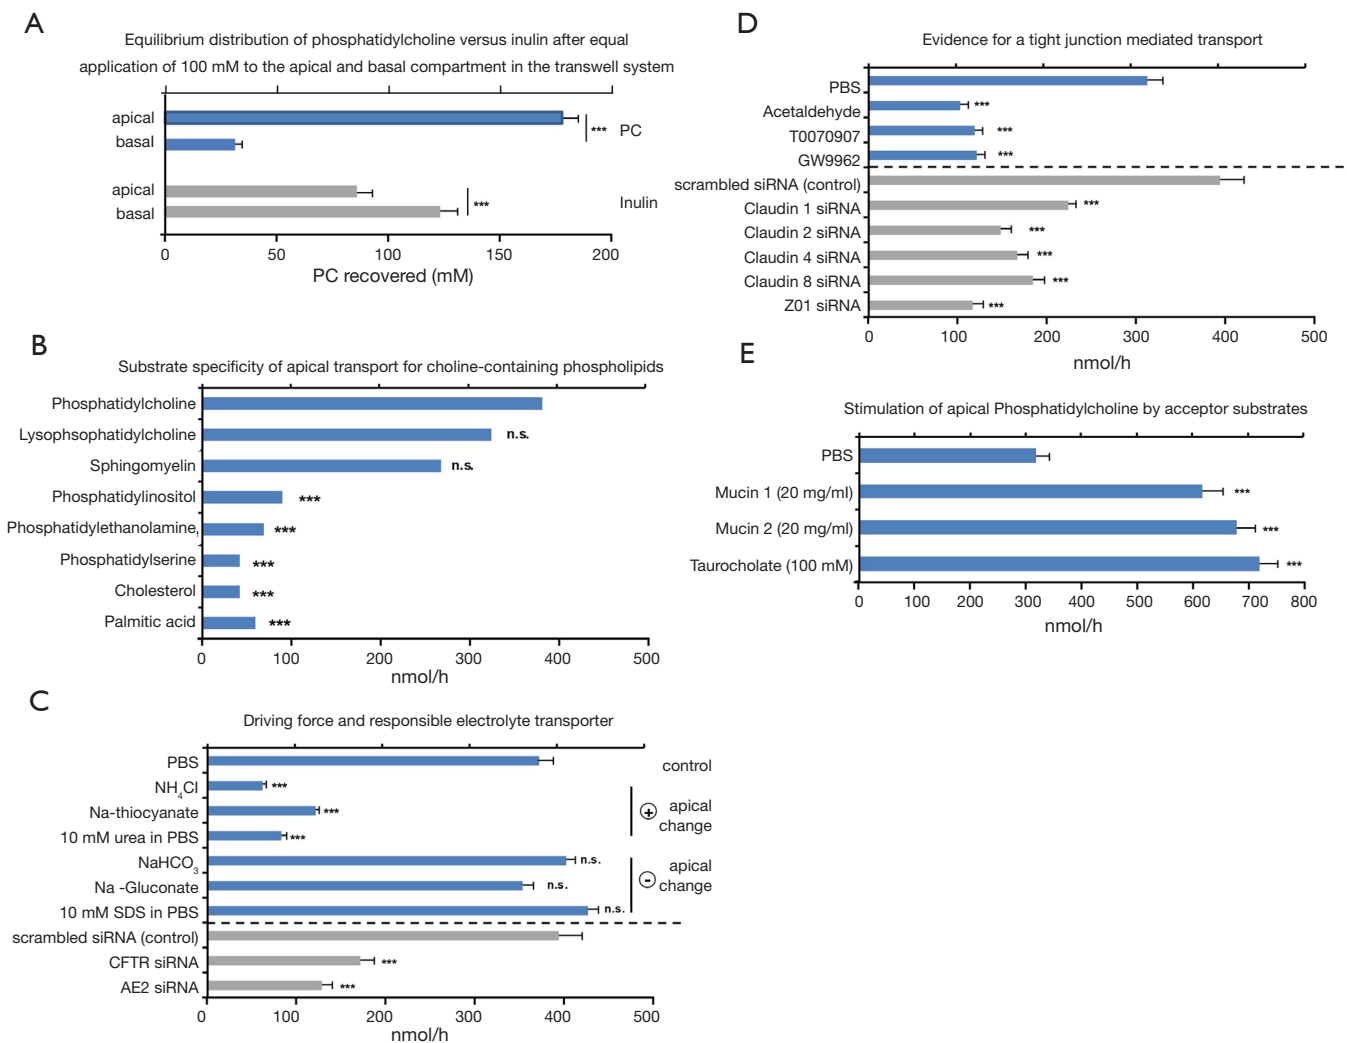 A
Equilibrium distribution of phosphatidylcholine versus inulin after equal
application of 100 mM to the apical and basal compartment in the transwell system
apical
basal
*** PC
apical
basal
*** Inulin
0 50 100 150 200
PC recovered (mM)
B
Substrate specificity of apical transport for choline-containing phospholipids
Phosphatidylcholine
Lysophsophatidylcholine n.s.
Sphingomyelin n.s.
Phosphatidylinositol ***
Phosphatidylethanolamine, ***
Phosphatidylserine ***
Cholesterol ***
Palmitic acid ***
0 100 200 300 400 500
nmol/h
C
Driving force and responsible electrolyte transporter
PBS control
NH4Cl ***
Na-thiocyanate ***
10 mM urea in PBS ***
+ apical
change
NaHCO3 n.s.
Na -Gluconate n.s.
10 mM SDS in PBS n.s.
- apical
change
scrambled siRNA (control)
CFTR siRNA ***
AE2 siRNA ***
0 100 200 300 400 500
nmol/h
D
Evidence for a tight junction mediated transport
PBS
Acetaldehyde ***
T0070907 ***
GW9962 ***
scrambled siRNA (control)
Claudin 1 siRNA ***
Claudin 2 siRNA ***
Claudin 4 siRNA ***
Claudin 8 siRNA ***
Z01 siRNA ***
0 100 200 300 400 500
nmol/h
E
Stimulation of apical Phosphatidylcholine by acceptor substrates
PBS
Mucin 1 (20 mg/ml) ***
Mucin 2 (20 mg/ml) ***
Taurocholate (100 mM) ***
0 100 200 300 400 500 600 700 800
nmol/h